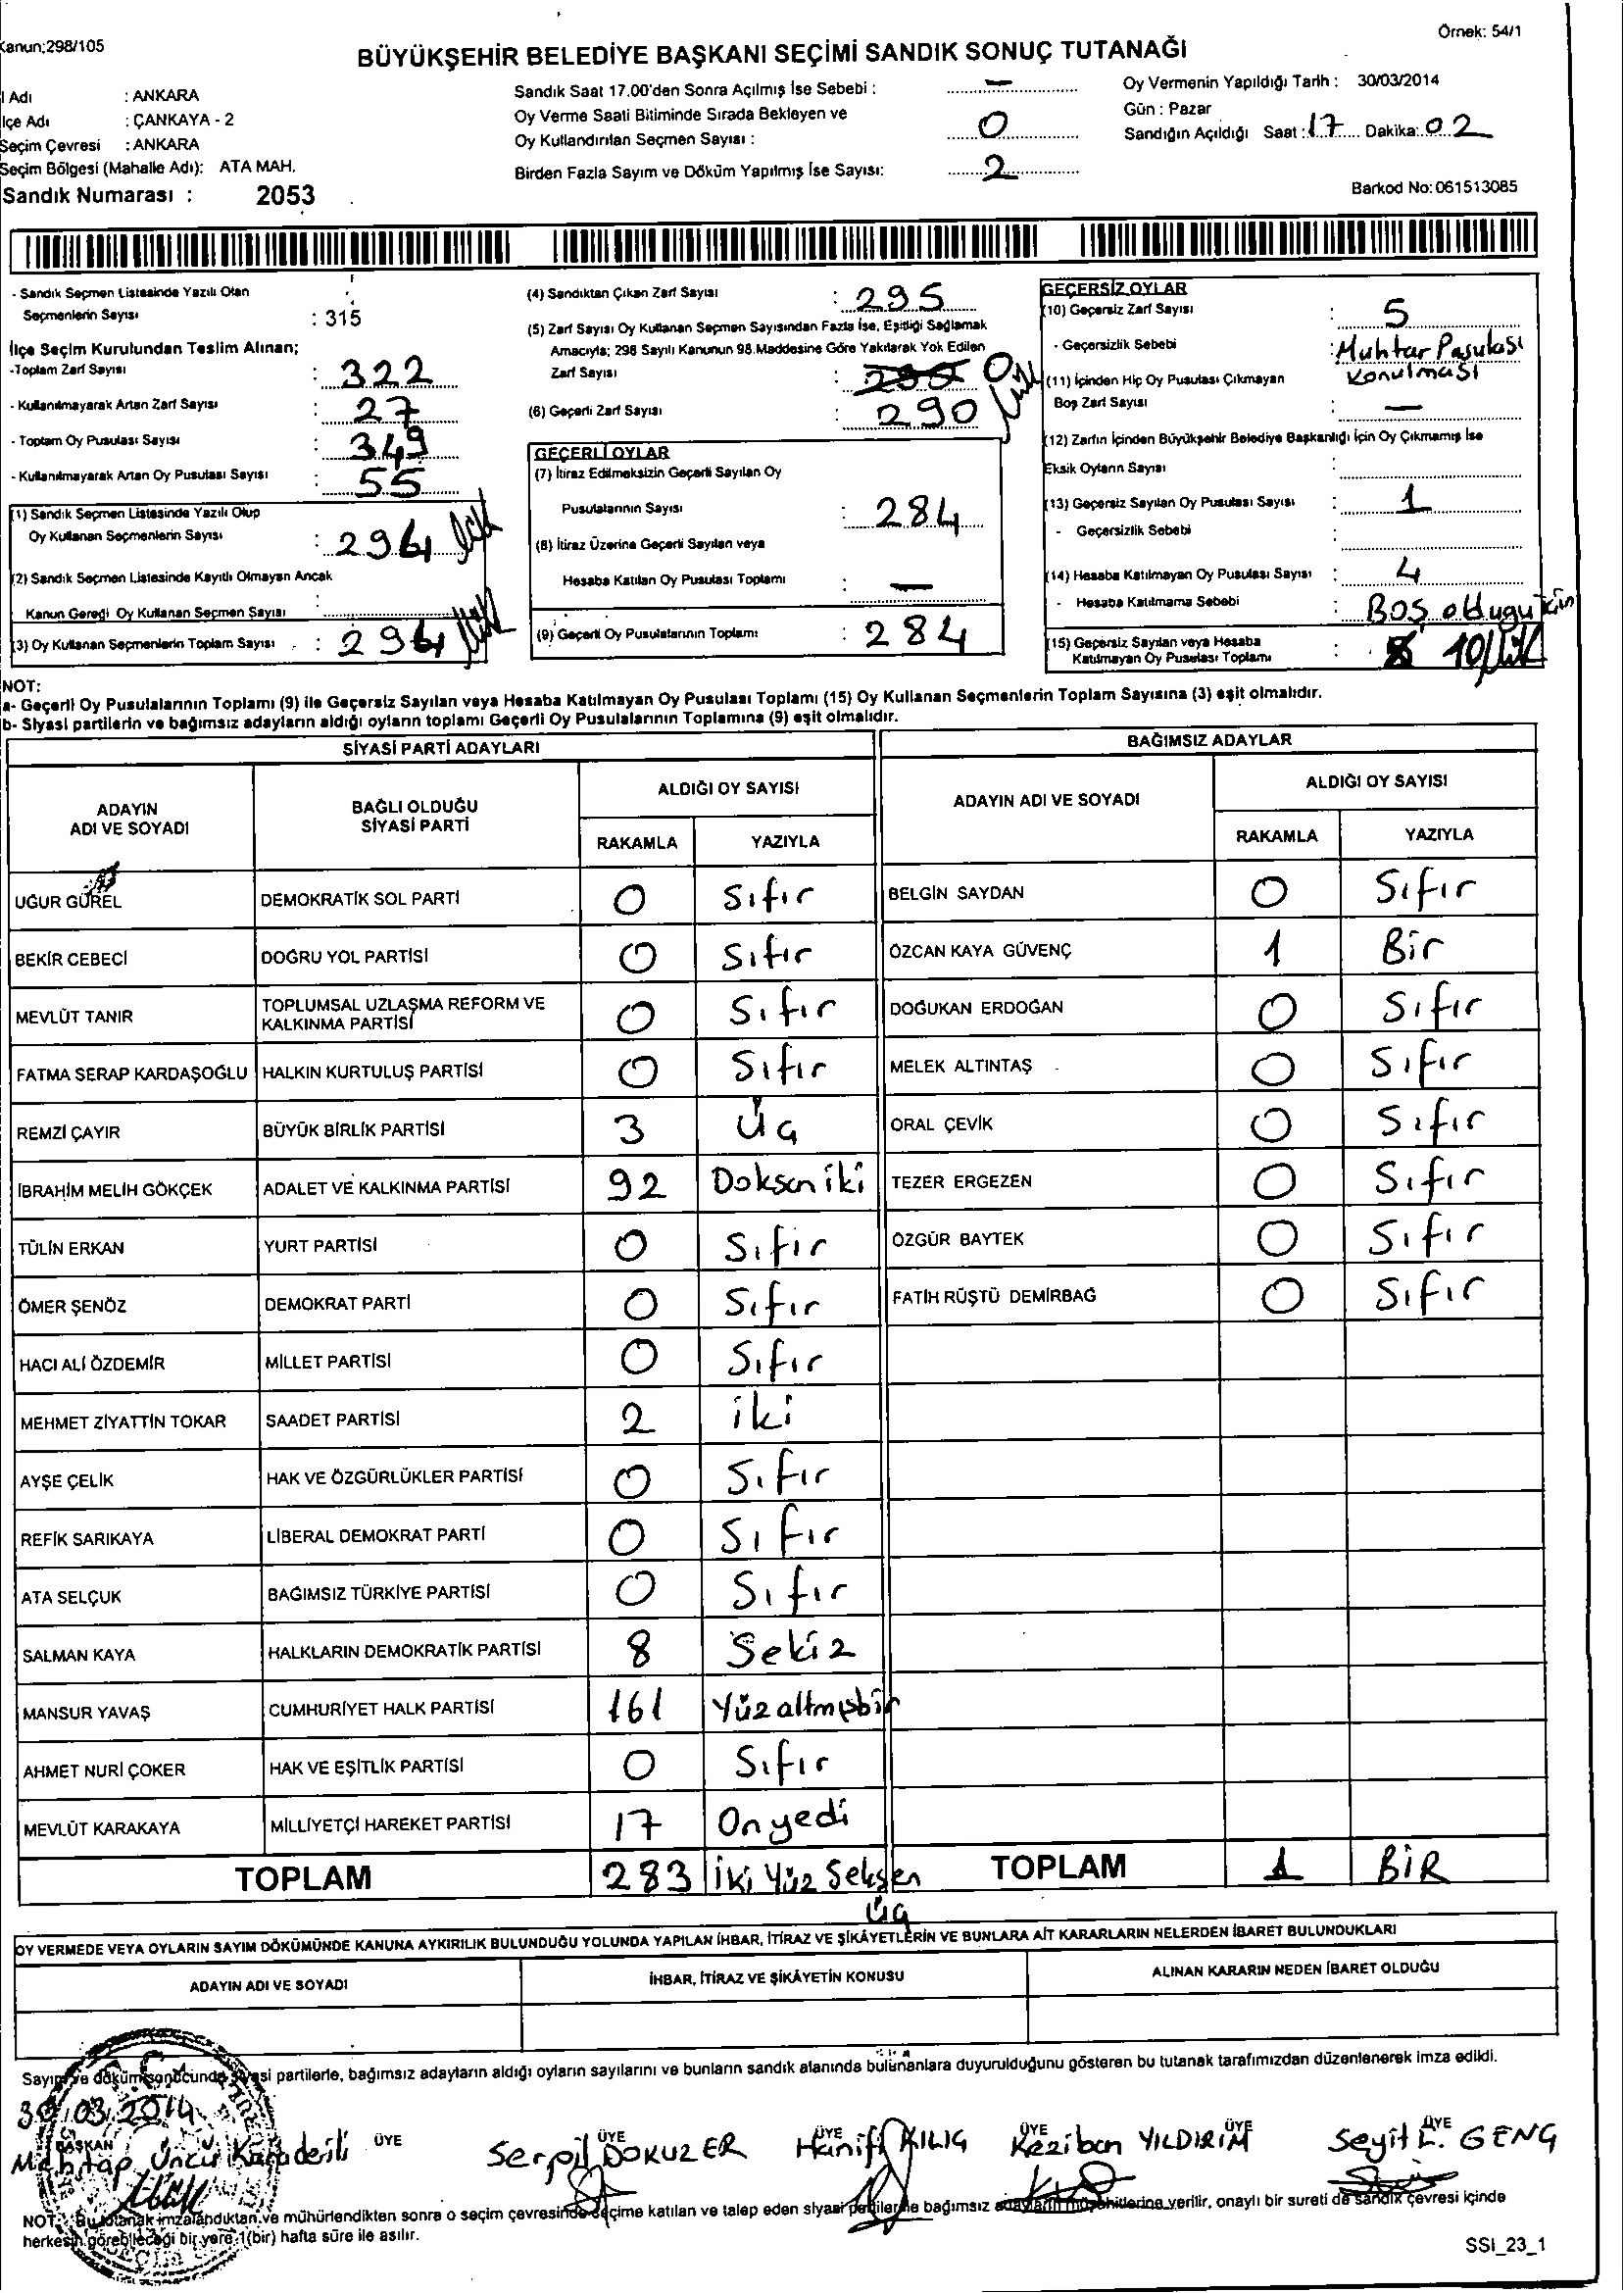 Kanun;298/105
Örnek: 54/1
BÜYÜKŞEHİR BELEDİYE BAŞKANI SEÇİMİ SANDIK SONUÇ TUTANAĞI
l Adı : ANKARA
lçe Adı : ÇANKAYA - 2
Seçim Çevresi : ANKARA
Seçim Bölgesi (Mahalle Adı): ATA MAH.
Sandık Numarası : 2053
Sandık Saat 17.00'den Sonra Açılmış İse Sebebi : —
Oy Verme Saati Bitiminde Sırada Bekleyen ve
Oy Kullandırılan Seçmen Sayısı : 0
Birden Fazla Sayım ve Döküm Yapılmış İse Sayısı: 2
Oy Vermenin Yapıldığı Tarih : 30/03/2014
Gün : Pazar
Sandığın Açıldığı Saat : 17 Dakika: 02
Barkod No: 061513085
- Sandık Seçmen Listesinde Yazılı Olan
Seçmenlerin Sayısı : 315
İlçe Seçim Kurulundan Teslim Alınan;
-Toplam Zarf Sayısı : 322
- Kullanılmayarak Artan Zarf Sayısı : 27
- Toplam Oy Pusulası Sayısı : 349
- Kullanılmayarak Artan Oy Pusulası Sayısı : 55
(1) Sandık Seçmen Listesinde Yazılı Olup
Oy Kullanan Seçmenlerin Sayısı : 294
(2) Sandık Seçmen Listesinde Kayıtlı Olmayan Ancak
Kanun Gereği Oy Kullanan Seçmen Sayısı :
(3) Oy Kullanan Seçmenlerin Toplam Sayısı : 294
(4) Sandıktan Çıkan Zarf Sayısı : 295
(5) Zarf Sayısı Oy Kullanan Seçmen Sayısından Fazla İse, Eşitliği Sağlamak
Amacıyla; 298 Sayılı Kanunun 98.Maddesine Göre Yakılarak Yok Edilen
Zarf Sayısı : 295 0
(6) Geçerli Zarf Sayısı : 290
GEÇERLİ OYLAR
(7) İtiraz Edilmeksizin Geçerli Sayılan Oy
Pusulalarının Sayısı : 284
(8) İtiraz Üzerine Geçerli Sayılan veya
Hesaba Katılan Oy Pusulası Toplamı : —
(9) Geçerli Oy Pusulalarının Toplamı : 284
GEÇERSİZ OYLAR
(10) Geçersiz Zarf Sayısı : 5
- Geçersizlik Sebebi : Muhtar Pasulası
Konulması
(11) İçinden Hiç Oy Pusulası Çıkmayan
Boş Zarf Sayısı : —
(12) Zarfın İçinden Büyükşehir Belediye Başkanlığı İçin Oy Çıkmamış İse
Eksik Oyların Sayısı :
(13) Geçersiz Sayılan Oy Pusulası Sayısı : 1
- Geçersizlik Sebebi :
(14) Hesaba Katılmayan Oy Pusulası Sayısı : 4
- Hesaba Katılmama Sebebi : Boş olduğu için
(15) Geçersiz Sayılan veya Hesaba
Katılmayan Oy Pusulası Toplamı : 10
NOT:
a- Geçerli Oy Pusulalarının Toplamı (9) ile Geçersiz Sayılan veya Hesaba Katılmayan Oy Pusulası Toplamı (15) Oy Kullanan Seçmenlerin Toplam Sayısına (3) eşit olmalıdır.
b- Siyasi partilerin ve bağımsız adayların aldığı oyların toplamı Geçerli Oy Pusulalarının Toplamına (9) eşit olmalıdır.
SİYASİ PARTİ ADAYLARI
ADAYIN ADI VE SOYADI
BAĞLI OLDUĞU SİYASİ PARTİ
ALDIĞI OY SAYISI
RAKAMLA YAZIYLA
UĞUR GÜREL DEMOKRATİK SOL PARTİ 0 Sıfır
BEKİR CEBECİ DOĞRU YOL PARTİSİ 0 Sıfır
MEVLÜT TANIR TOPLUMSAL UZLAŞMA REFORM VE KALKINMA PARTİSİ 0 Sıfır
FATMA SERAP KARDAŞOĞLU HALKIN KURTULUŞ PARTİSİ 0 Sıfır
REMZİ ÇAYIR BÜYÜK BİRLİK PARTİSİ 3 Üç
İBRAHİM MELİH GÖKÇEK ADALET VE KALKINMA PARTİSİ 92 Doksan iki
TÜLİN ERKAN YURT PARTİSİ 0 Sıfır
ÖMER ŞENÖZ DEMOKRAT PARTİ 0 Sıfır
HACI ALİ ÖZDEMİR MİLLET PARTİSİ 0 Sıfır
MEHMET ZİYATTİN TOKAR SAADET PARTİSİ 2 iki
AYŞE ÇELİK HAK VE ÖZGÜRLÜKLER PARTİSİ 0 Sıfır
REFİK SARIKAYA LİBERAL DEMOKRAT PARTİ 0 Sıfır
ATA SELÇUK BAĞIMSIZ TÜRKİYE PARTİSİ 0 Sıfır
SALMAN KAYA HALKLARIN DEMOKRATİK PARTİSİ 8 Sekiz
MANSUR YAVAŞ CUMHURİYET HALK PARTİSİ 161 Yüz altmışbir
AHMET NURİ ÇOKER HAK VE EŞİTLİK PARTİSİ 0 Sıfır
MEVLÜT KARAKAYA MİLLİYETÇİ HAREKET PARTİSİ 17 On yedi
TOPLAM 283 İki Yüz Seksen
Üç
BAĞIMSIZ ADAYLAR
ADAYIN ADI VE SOYADI
ALDIĞI OY SAYISI
RAKAMLA YAZIYLA
BELGİN SAYDAN 0 Sıfır
ÖZCAN KAYA GÜVENÇ 1 Bir
DOĞUKAN ERDOĞAN 0 Sıfır
MELEK ALTINTAŞ 0 Sıfır
ORAL ÇEVİK 0 Sıfır
TEZER ERGEZEN 0 Sıfır
ÖZGÜR BAYTEK 0 Sıfır
FATİH RÜŞTÜ DEMİRBAĞ 0 Sıfır
TOPLAM 1 BİR
OY VERMEDE VEYA OYLARIN SAYIM DÖKÜMÜNDE KANUNA AYKIRILIK BULUNDUĞU YOLUNDA YAPILAN İHBAR, İTİRAZ VE ŞİKÂYETLERİN VE BUNLARA AİT KARARLARIN NELERDEN İBARET BULUNDUKLARI
ADAYIN ADI VE SOYADI
İHBAR, İTİRAZ VE ŞİKÂYETİN KONUSU
ALINAN KARARIN NEDEN İBARET OLDUĞU
Sayım ve döküm sonucunda siyasi partilerle, bağımsız adayların aldığı oyların sayılarını ve bunların sandık alanında bulunanlara duyurulduğunu gösteren bu tutanak tarafımızdan düzenlenerek imza edildi.
30/03/2014
BAŞKAN ÜYE ÜYE ÜYE ÜYE ÜYE ÜYE
Mehtap Üncü Karadenli Serpil DOKUZER Hanifi KILIÇ Keziban YILDIRIM Seyit E. GENÇ
NOT: Bu tutanak imzalandıktan ve mühürlendikten sonra o seçim çevresinde seçime katılan ve talep eden siyasi partilerle bağımsız adayların müşahitlerine verilir, onaylı bir sureti de sandık çevresi içinde
herkesin görebileceği bir yere 1(bir) hafta süre ile asılır.
SSI_23_1